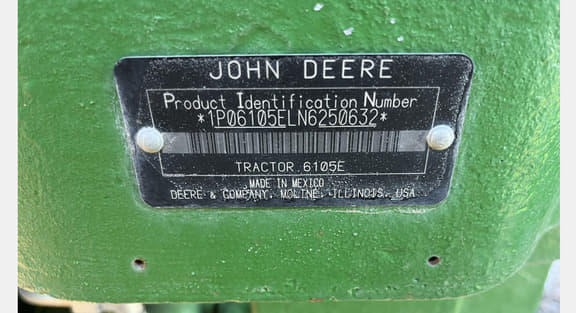 JOHN DEERE
Product Identification Number
*1P06105ELN6250632*
TRACTOR 6105E
MADE IN MEXICO
DEERE & COMPANY, MOLINE, ILLINOIS, USA